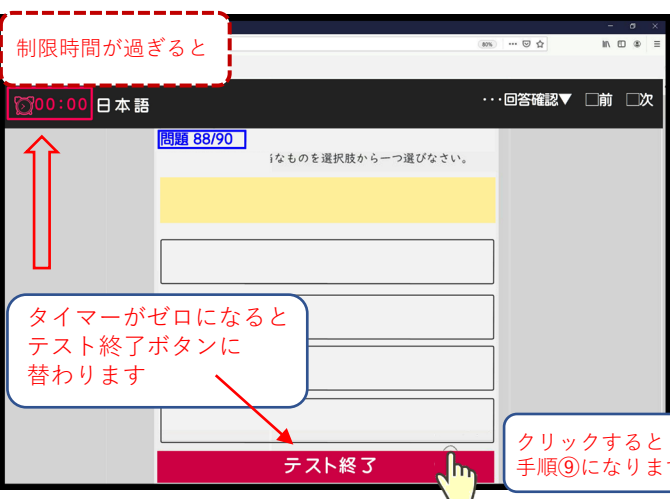 制限時間が過ぎると
80%
00:00 日本語
・・・回答確認▼ □前 □次
問題 88/90
なものを選択肢から一つ選びなさい。
タイマーがゼロになると
テスト終了ボタンに
替わります
テスト終了
クリックすると
手順⑨になりま